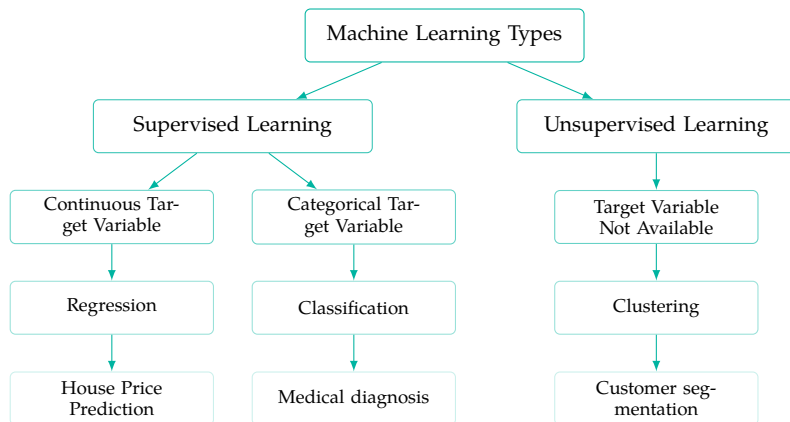 Machine Learning Types
Supervised Learning
Unsupervised Learning
Continuous Tar-
get Variable
Categorical Tar-
get Variable
Target Variable
Not Available
Regression
Classification
Clustering
House Price
Prediction
Medical diagnosis
Customer seg-
mentation